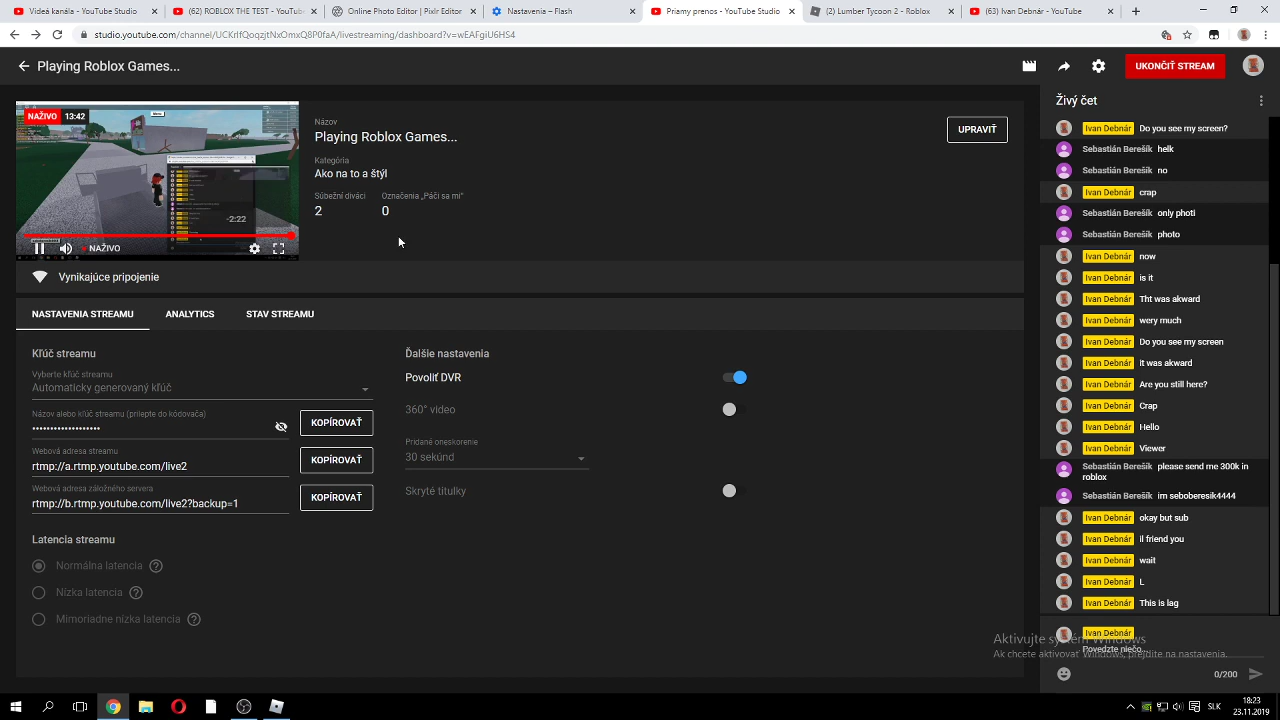 Video konceptu - YouTube Studio
(62) ROBLOX THE TEST - YouTube
Online Photo Editor | Pixlr Editor
Nastavenia – Flash
Priamy prenos - YouTube Studio
[ Lumber Tycoon 2 - Roblox
(63) Ivan Debnár - YouTube
studio.youtube.com/channel/UCKrIfQoqzjtNxOmxQ8P0faA/livestreaming/dashboard?v=wEAFgiU6HS4
Playing Roblox Games...
UKONČIŤ STREAM
NAŽIVO 13:42
-2:22
NAŽIVO
Názov
Playing Roblox Games...
UPRAVIŤ
Kategória
Ako na to a štýl
Súbežní diváci
Označenia „Páči sa mi“
2
0
Vynikajúce pripojenie
NASTAVENIA STREAMU
ANALYTICS
STAV STREAMU
Kľúč streamu
Vyberte kľúč streamu
Automaticky generovaný kľúč
Názov alebo kľúč streamu (prilepte do kódovača)
•••••••••••••••••••
KOPÍROVAŤ
Webová adresa streamu
rtmp://a.rtmp.youtube.com/live2
KOPÍROVAŤ
Webová adresa záložného servera
rtmp://b.rtmp.youtube.com/live2?backup=1
KOPÍROVAŤ
Latencia streamu
Normálna latencia
Nízka latencia
Mimoriadne nízka latencia
Ďalšie nastavenia
Povoliť DVR
360° video
Pridané oneskorenie
30 sekúnd
Skryté titulky
Živý čet
Ivan Debnár Do you see my screen?
Sebastián Berešík helk
Sebastián Berešík no
Ivan Debnár crap
Sebastián Berešík only photi
Sebastián Berešík photo
Ivan Debnár now
Ivan Debnár is it
Ivan Debnár Tht was akward
Ivan Debnár wery much
Ivan Debnár Do you see my screen
Ivan Debnár it was akward
Ivan Debnár Are you still here?
Ivan Debnár Crap
Ivan Debnár Hello
Ivan Debnár Viewer
Sebastián Berešík please send me 300k in
roblox
Sebastián Berešík im seboberesik4444
Ivan Debnár okay but sub
Ivan Debnár il friend you
Ivan Debnár wait
Ivan Debnár L
Ivan Debnár This is lag
Ivan Debnár
Povedzte niečo...
Aktivujte systém Windows
Ak chcete aktivovať Windows, prejdite na nastavenia.
0/200
SLK
18:23
23.11.2019